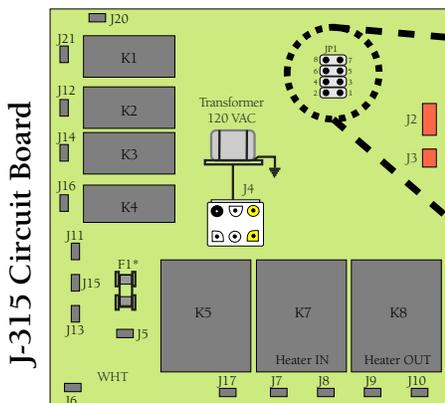 J-315 Circuit Board
J20
J21
K1
JP1
8 7
6 5
4 3
2 1
J12
K2
Transformer
120 VAC
J2
J14
K3
J3
J16
K4
J4
J11
F1*
J15
J13
K5
K7
K8
J5
Heater IN
Heater OUT
WHT
J6
J17
J7
J8
J9
J10